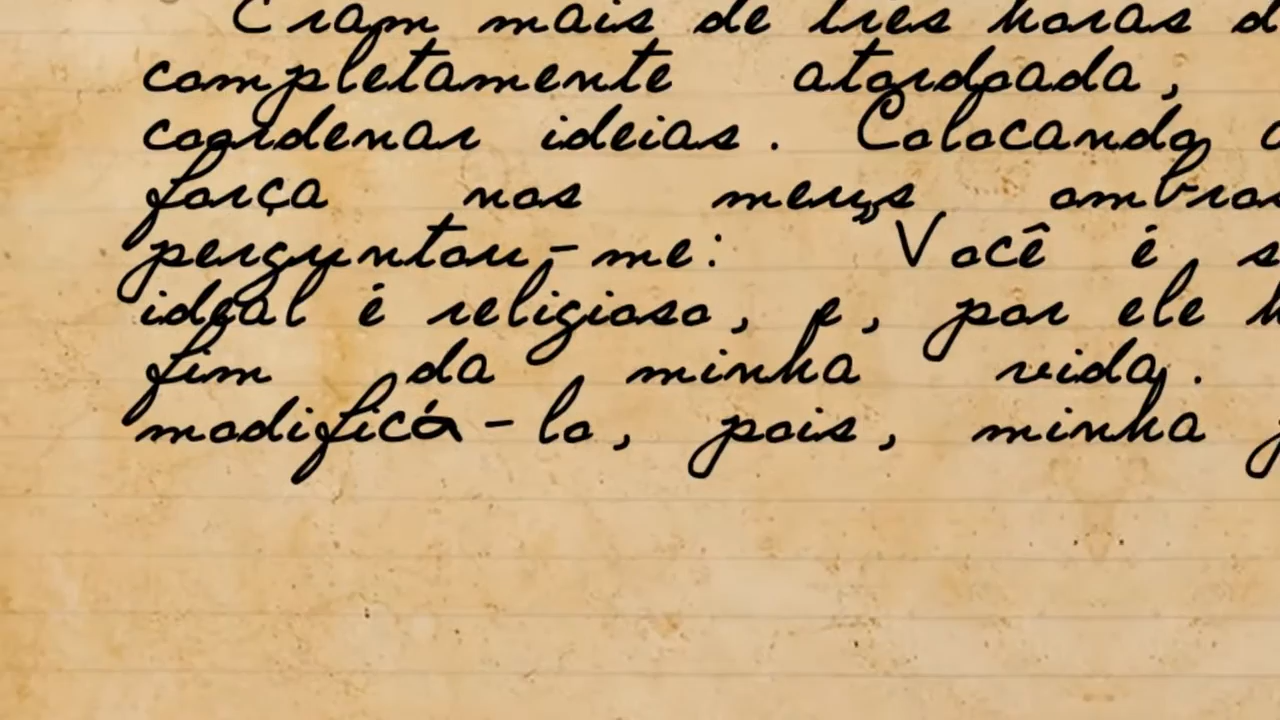 Eram mais de três horas d
completamente atordoada,
coordenar ideias. Colocando
força nos meus ombros
perguntou-me: "Você é s
ideal é religioso, e, por ele
fim da minha vida.
modificá-lo, pois, minha